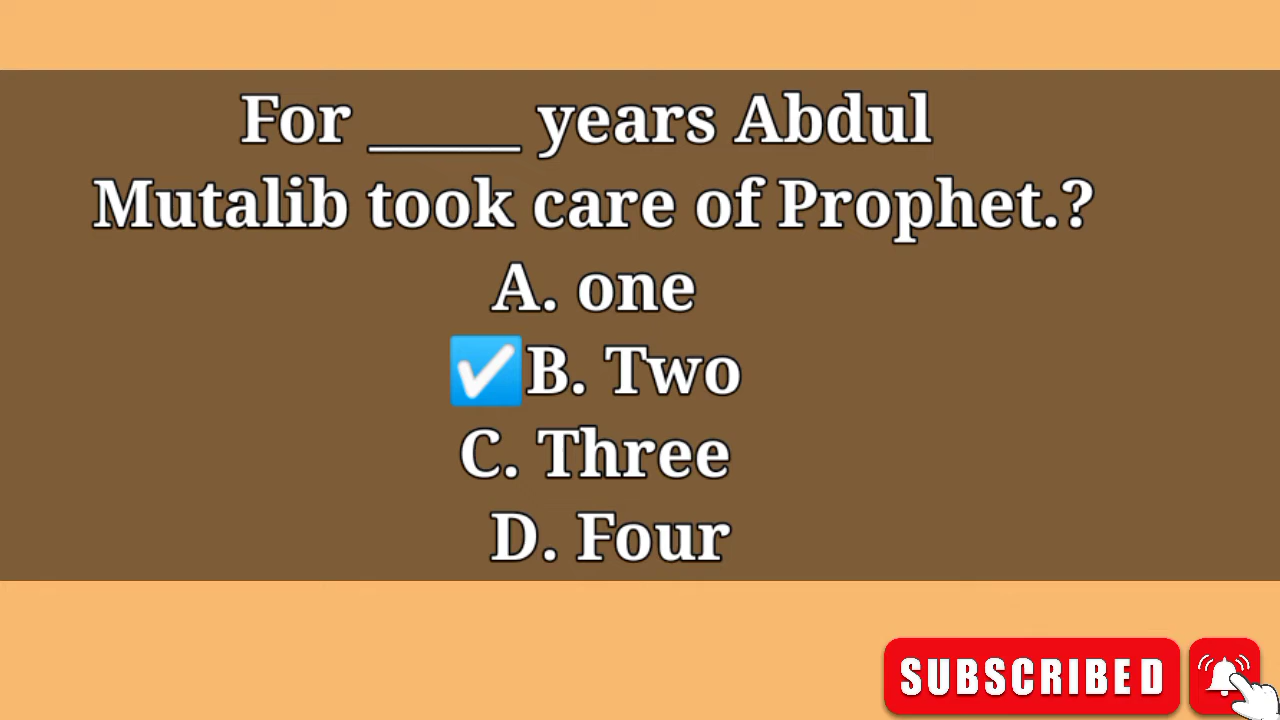 For _____ years Abdul
Mutalib took care of Prophet.?
A. one
✅B. Two
C. Three
D. Four
SUBSCRIBED